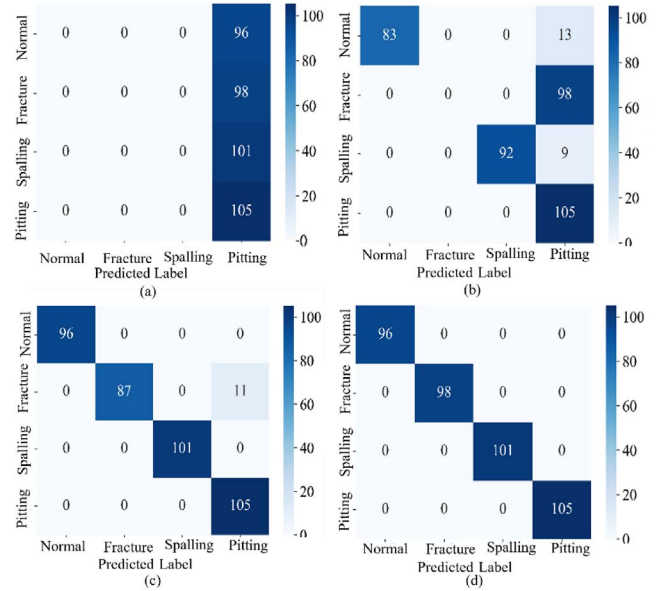 Normal 0 0 0 96
Fracture 0 0 0 98
Spalling 0 0 0 101
Pitting 0 0 0 105
100
80
60
40
20
0
Normal Fracture Spalling Pitting
Predicted Label
(a)
Normal 83 0 0 13
Fracture 0 0 0 98
Spalling 0 0 92 9
Pitting 0 0 0 105
100
80
60
40
20
0
Normal Fracture Spalling Pitting
Predicted Label
(b)
Normal 96 0 0 0
Fracture 0 87 0 11
Spalling 0 0 101 0
Pitting 0 0 0 105
100
80
60
40
20
0
Normal Fracture Spalling Pitting
Predicted Label
(c)
Normal 96 0 0 0
Fracture 0 98 0 0
Spalling 0 0 101 0
Pitting 0 0 0 105
100
80
60
40
20
0
Normal Fracture Spalling Pitting
Predicted Label
(d)